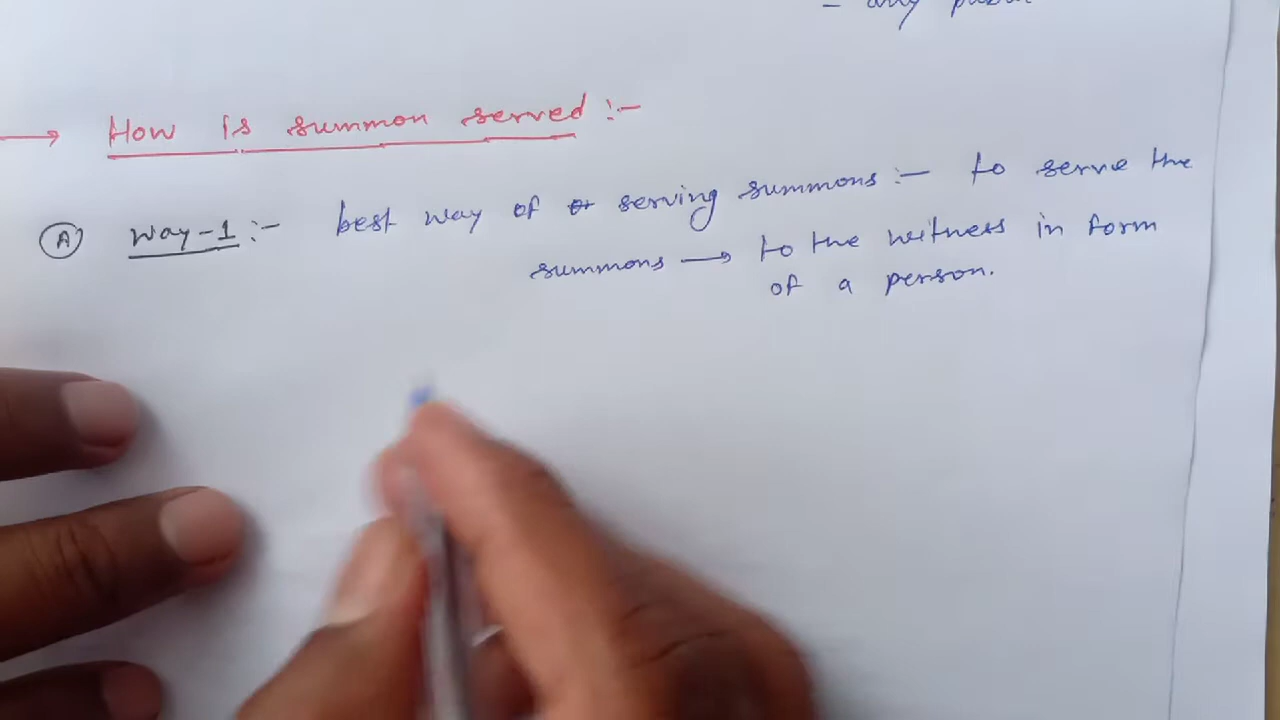 - any
→ How is summon served :-
(A) way-1 :- best way of serving summons :- to serve the
summons → to the witness in form
of a person.